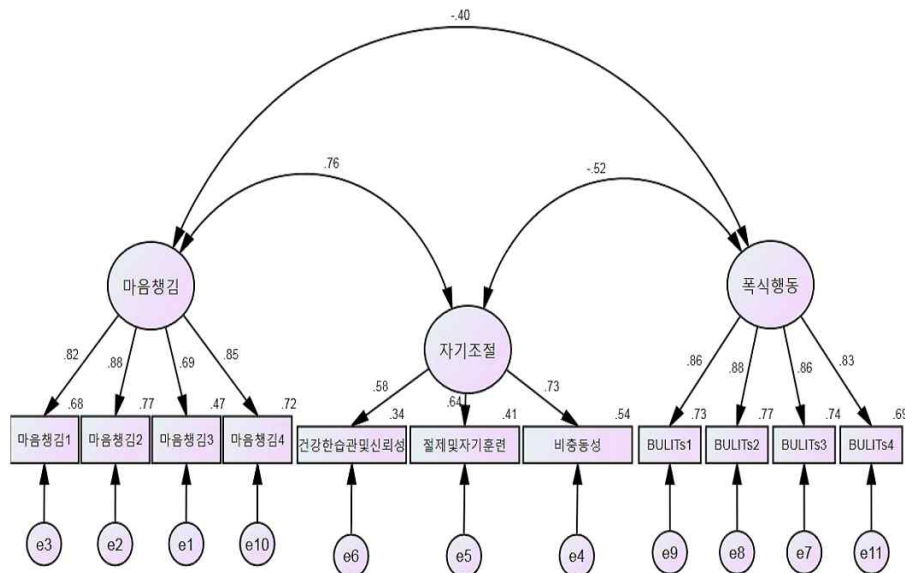 -.40
.76
-.52
마음챙김
폭식행동
자기조절
.82 .88 .69 .85
.58 .64 .73
.86 .88 .86 .83
.68 .77 .47 .72
.34 .41 .54
.73 .77 .74 .69
마음챙김1 마음챙김2 마음챙김3 마음챙김4 건강한습관및신뢰성 절제및자기훈련 비충동성 BULITs1 BULITs2 BULITs3 BULITs4
e3 e2 e1 e10 e6 e5 e4 e9 e8 e7 e11